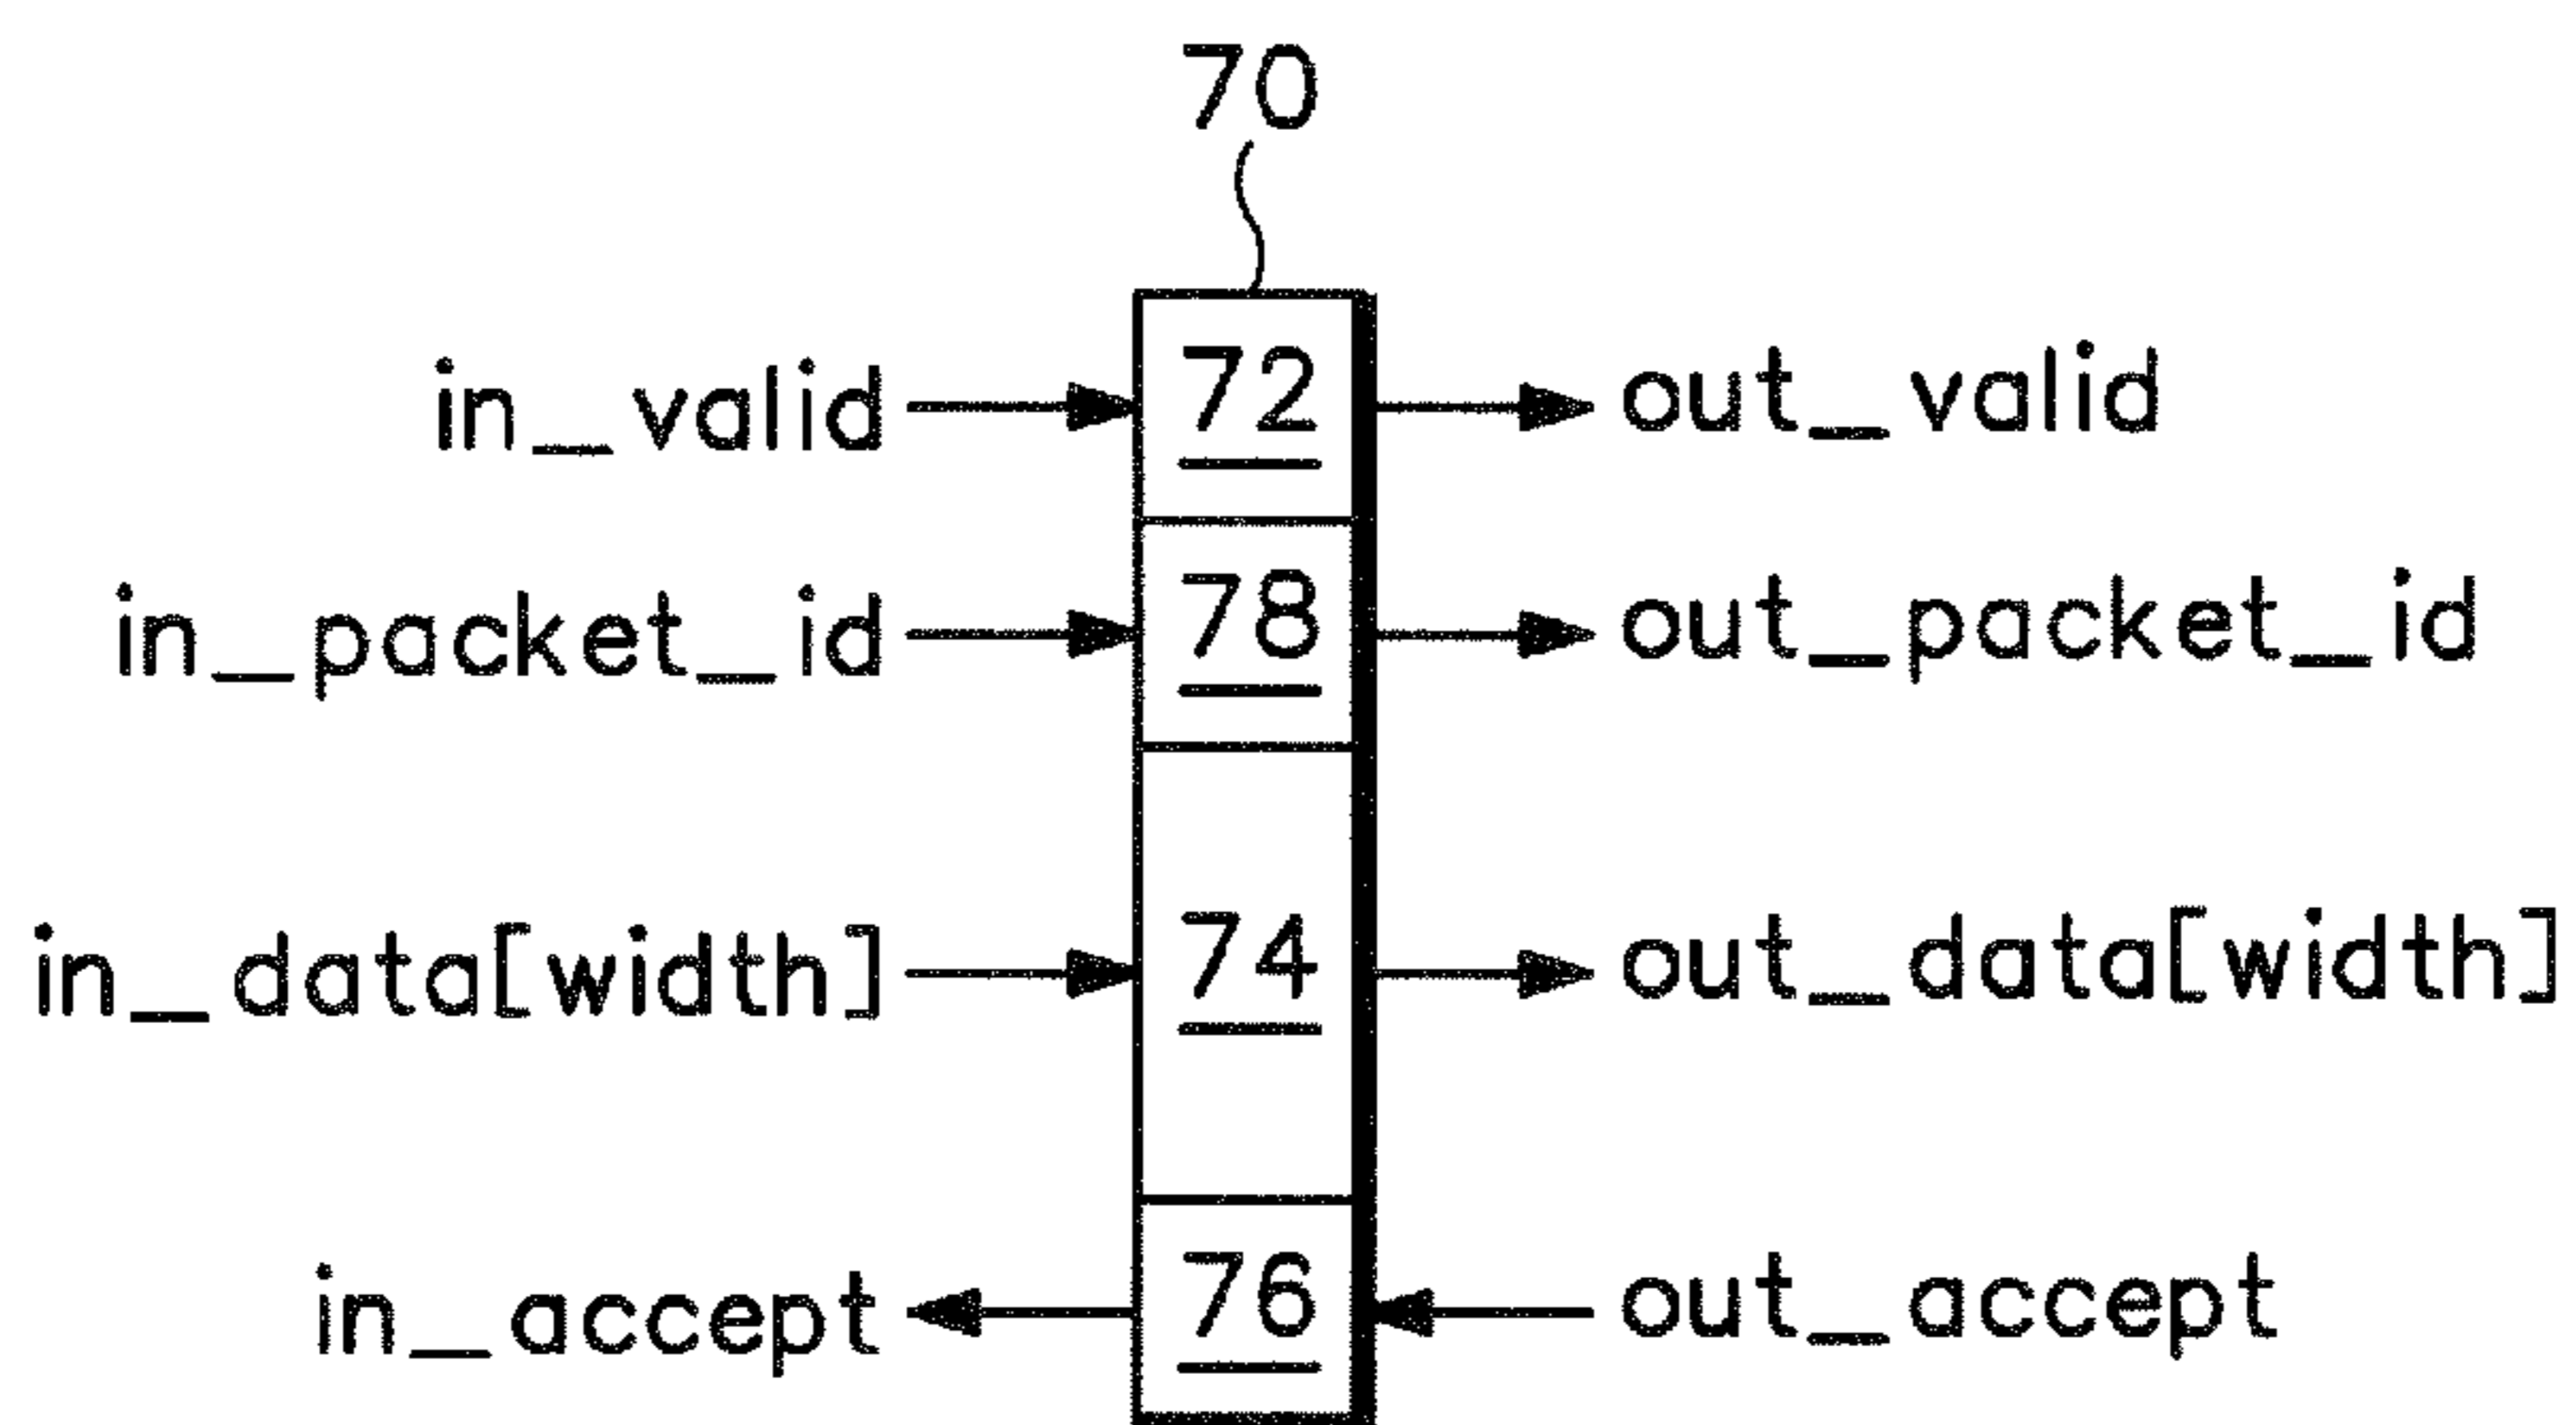 70
in_valid 72 out_valid
in_packet_id 78 out_packet_id
in_data[width] 74 out_data[width]
in_accept 76 out_accept